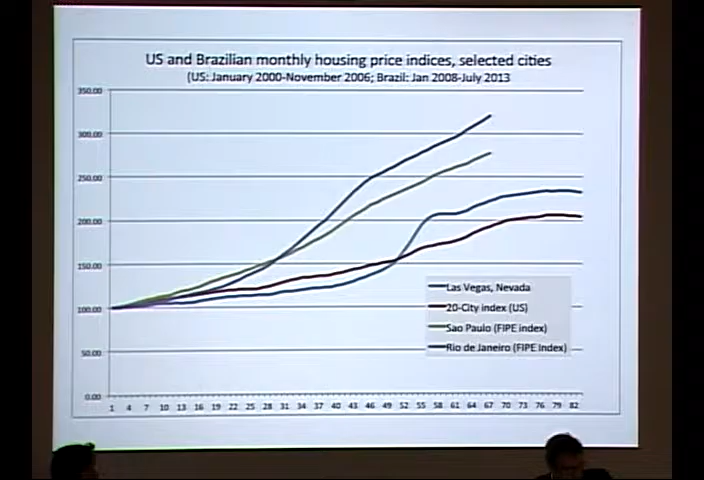 US and Brazilian monthly housing price indices, selected cities
(US: January 2000-November 2006; Brazil: Jan 2008-July 2013
350.00
300.00
250.00
200.00
150.00
100.00
50.00
0.00
Las Vegas, Nevada
20-City index (US)
Sao Paulo (FIPE index)
Rio de Janeiro (FIPE Index)
1 4 7 10 13 16 19 22 25 28 31 34 37 40 43 46 49 52 55 58 61 64 67 70 73 76 79 82